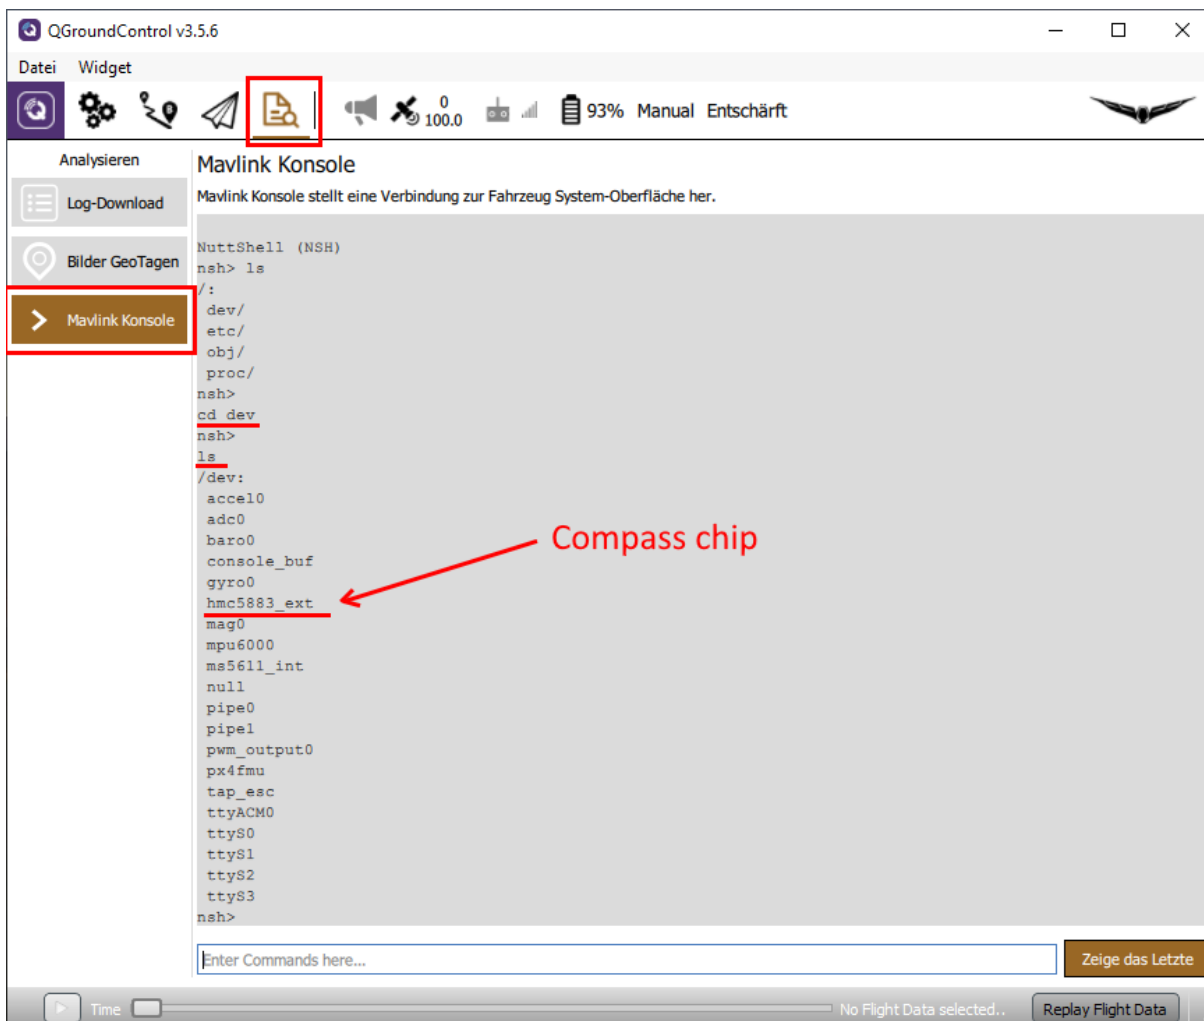 QGroundControl v3.5.6
Datei Widget
0
100.0
93% Manual Entschärft
Analysieren
Log-Download
Bilder GeoTagen
Mavlink Konsole
Mavlink Konsole
Mavlink Konsole stellt eine Verbindung zur Fahrzeug System-Oberfläche her.
NuttShell (NSH)
nsh> ls
/:
dev/
etc/
obj/
proc/
nsh>
cd dev
nsh>
ls
/dev:
accel0
adc0
baro0
console_buf
gyro0
hmc5883_ext
mag0
mpu6000
ms5611_int
null
pipe0
pipe1
pwm_output0
px4fmu
tap_esc
ttyACM0
ttyS0
ttyS1
ttyS2
ttyS3
nsh>
Compass chip
Enter Commands here...
Zeige das Letzte
Time
No Flight Data selected..
Replay Flight Data